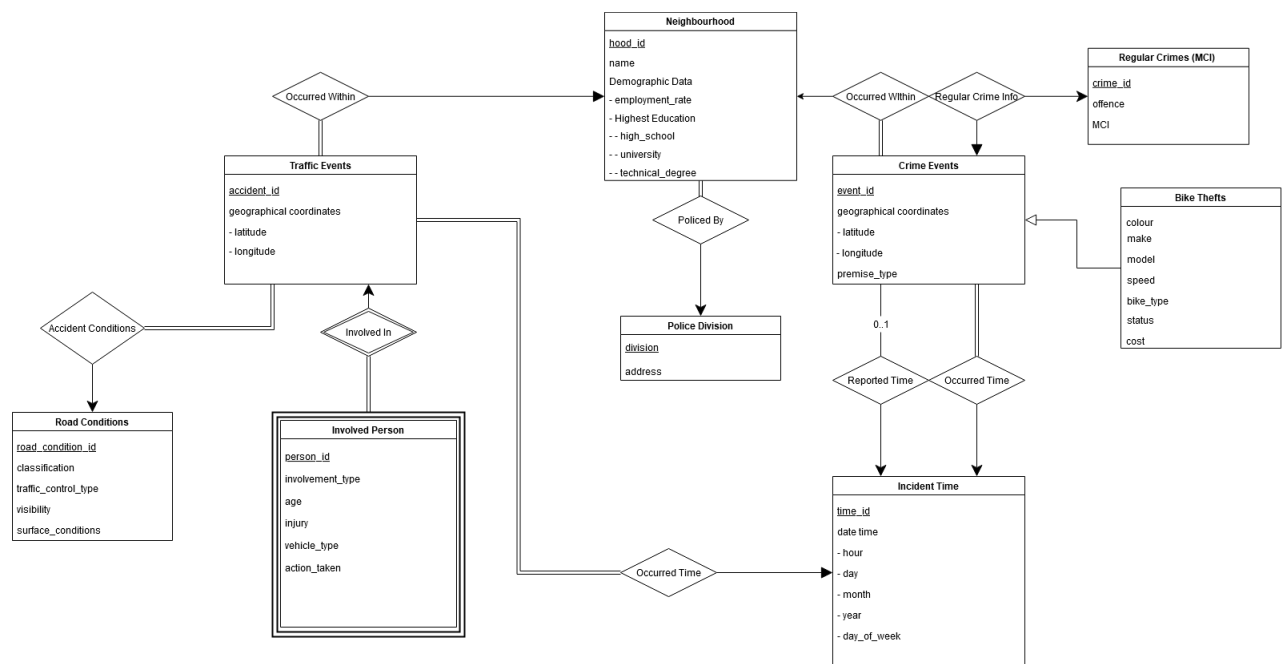 Neighbourhood
hood_id
name
Demographic Data
- employment_rate
- Highest Education
- - high_school
- - university
- - technical_degree
Occurred Within
Occurred WIthin
Regular Crime Info
Regular Crimes (MCI)
crime_id
offence
MCI
Traffic Events
accident_id
geographical coordinates
- latitude
- longitude
Crime Events
event_id
geographical coordinates
- latitude
- longitude
premise_type
Bike Thefts
colour
make
model
speed
bike_type
status
cost
Policed By
Police Division
division
address
Accident Conditions
Involved In
0..1
Reported Time
Occurred Time
Road Conditions
road_condition_id
classification
traffic_control_type
visibility
surface_conditions
Involved Person
person_id
involvement_type
age
injury
vehicle_type
action_taken
Occurred Time
Incident Time
time_id
date time
- hour
- day
- month
- year
- day_of_week